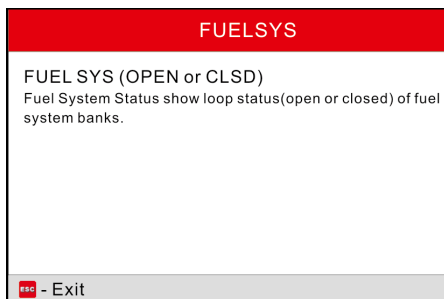 FUELSYS
FUEL SYS (OPEN or CLSD)
Fuel System Status show loop status(open or closed) of fuel
system banks.
ESC - Exit